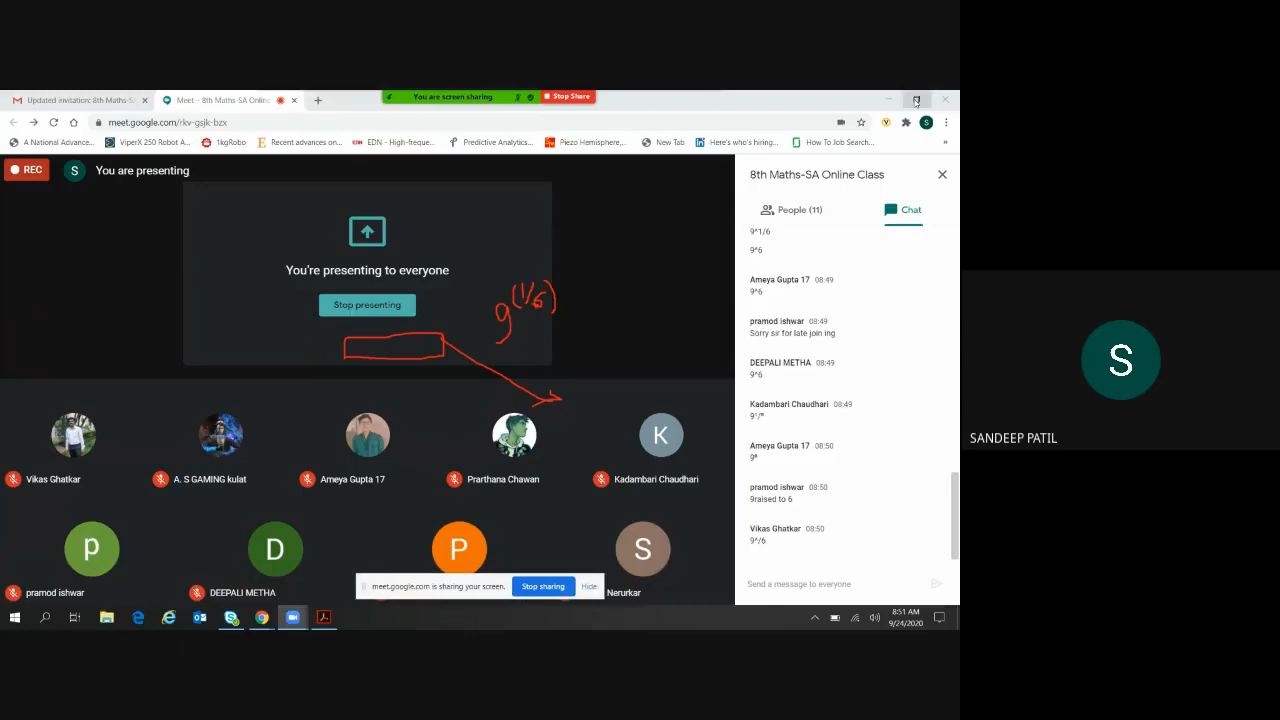 Updated invitation: 8th Maths-SA
Meet – 8th Maths-SA Online
You are screen sharing
Stop Share
meet.google.com/rkv-gsjk-bzx
A National Advance...
ViperX 250 Robot A...
1kgRobo
Recent advances on...
EDN
EDN - High-freque...
Predictive Analytics...
Piezo Hemisphere,...
New Tab
Here's who's hiring...
How To Job Search...
REC
S
You are presenting
8th Maths-SA Online Class
People (11)
Chat
9^1/6
9^6
You're presenting to everyone
Stop presenting
9^(1/6)
Ameya Gupta 17 08:49
9^6
pramod ishwar 08:49
Sorry sir for late join ing
DEEPALI METHA 08:49
9^6
Kadambari Chaudhari 08:49
Ameya Gupta 17 08:50
pramod ishwar 08:50
9raised to 6
Vikas Ghatkar 08:50
9^/6
Send a message to everyone
K
Vikas Ghatkar
A. S GAMING kulat
Ameya Gupta 17
Prarthana Chawan
Kadambari Chaudhari
p
D
P
S
pramod ishwar
DEEPALI METHA
Nerurkar
meet.google.com is sharing your screen.
Stop sharing
Hide
8:51 AM
9/24/2020
S
SANDEEP PATIL